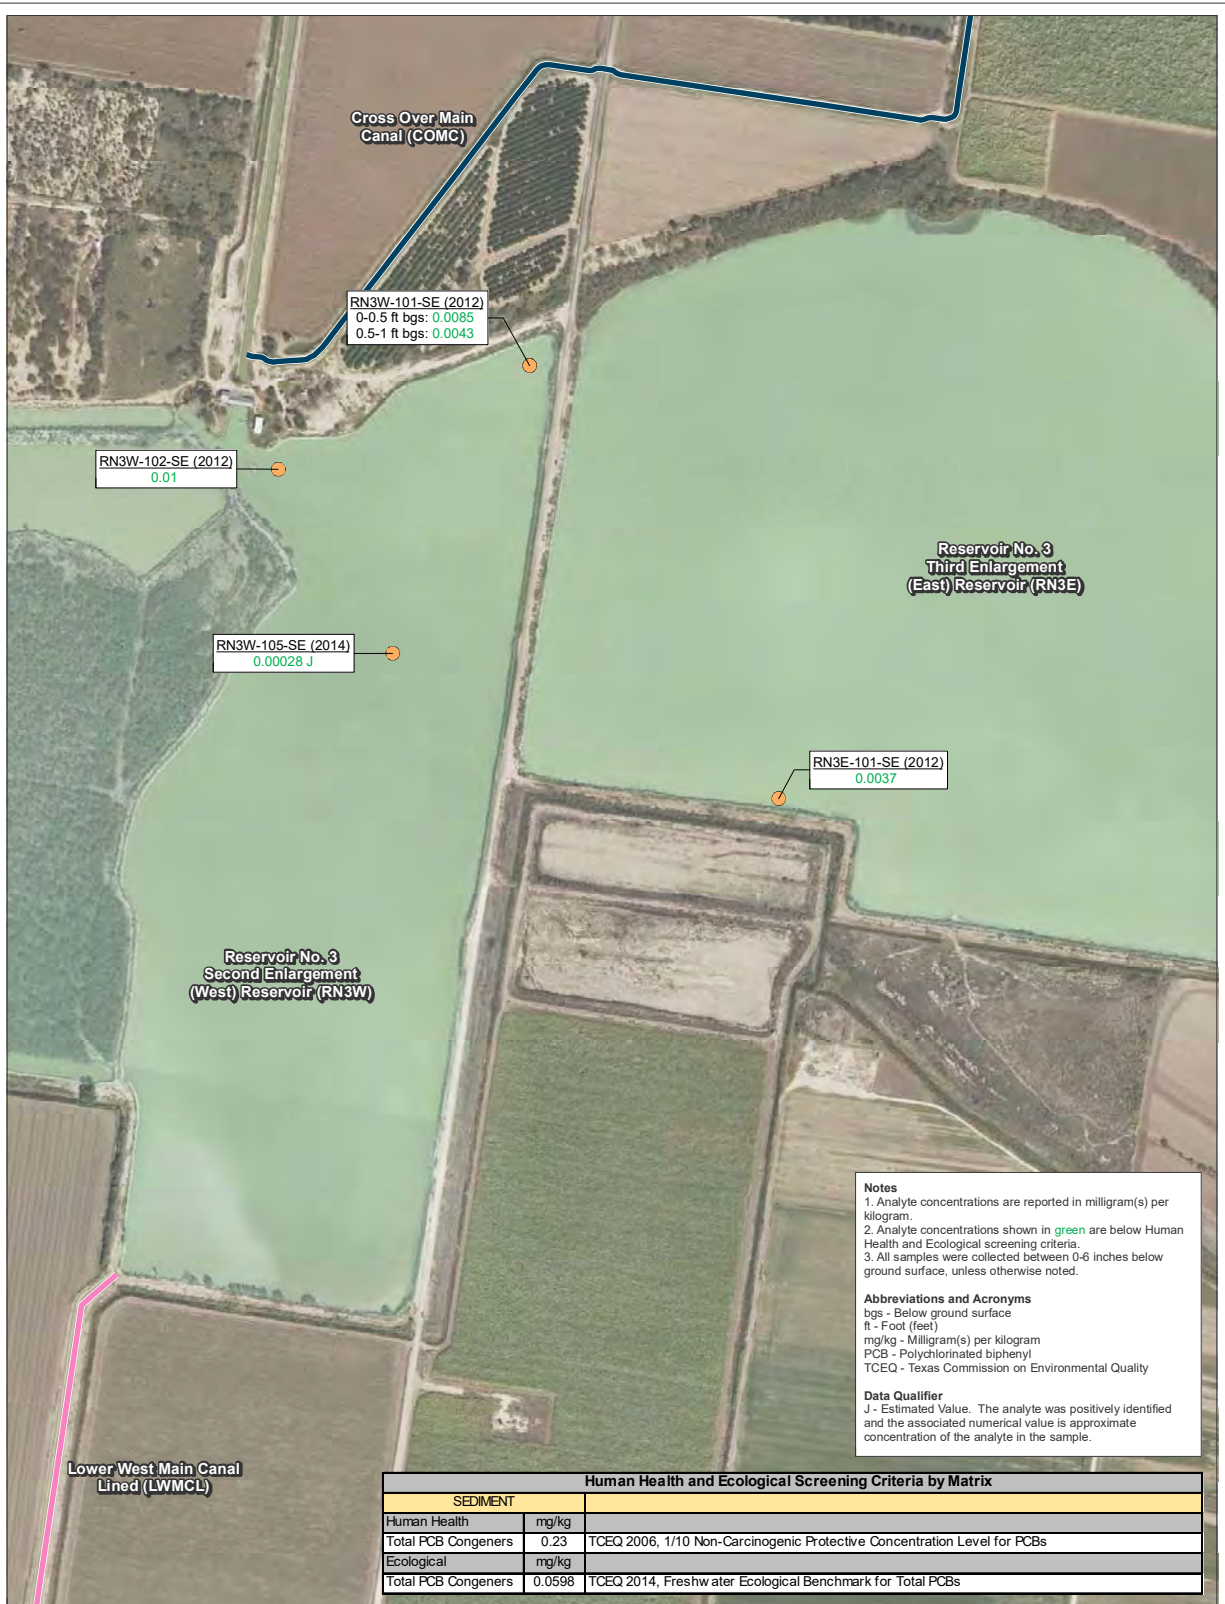 Cross Over Main
Canal (COMC)
RN3W-101-SE (2012)
0-0.5 ft bgs: 0.0085
0.5-1 ft bgs: 0.0043
RN3W-102-SE (2012)
0.01
Reservoir No. 3
Third Enlargement
(East) Reservoir (RN3E)
RN3W-105-SE (2014)
0.00028 J
RN3E-101-SE (2012)
0.0037
Reservoir No. 3
Second Enlargement
(West) Reservoir (RN3W)
Notes
1. Analyte concentrations are reported in milligram(s) per
kilogram.
2. Analyte concentrations shown in green are below Human
Health and Ecological screening criteria.
3. All samples were collected between 0-6 inches below
ground surface, unless otherwise noted.
Abbreviations and Acronyms
bgs - Below ground surface
ft - Foot (feet)
mg/kg - Milligram(s) per kilogram
PCB - Polychlorinated biphenyl
TCEQ - Texas Commission on Environmental Quality
Data Qualifier
J - Estimated Value. The analyte was positively identified
and the associated numerical value is approximate
concentration of the analyte in the sample.
Lower West Main Canal
Lined (LWMCL)
Human Health and Ecological Screening Criteria by Matrix
SEDIMENT
Human Health mg/kg
Total PCB Congeners 0.23 TCEQ 2006, 1/10 Non-Carcinogenic Protective Concentration Level for PCBs
Ecological mg/kg
Total PCB Congeners 0.0598 TCEQ 2014, Freshwater Ecological Benchmark for Total PCBs